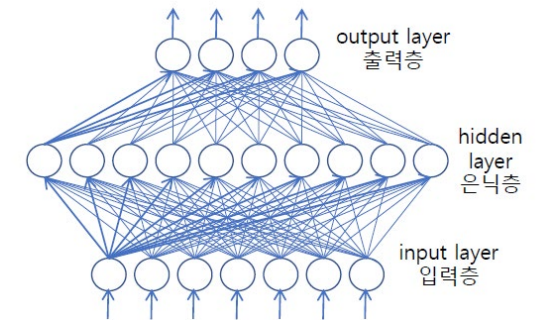 output layer
출력층
hidden
layer
은닉층
input layer
입력층